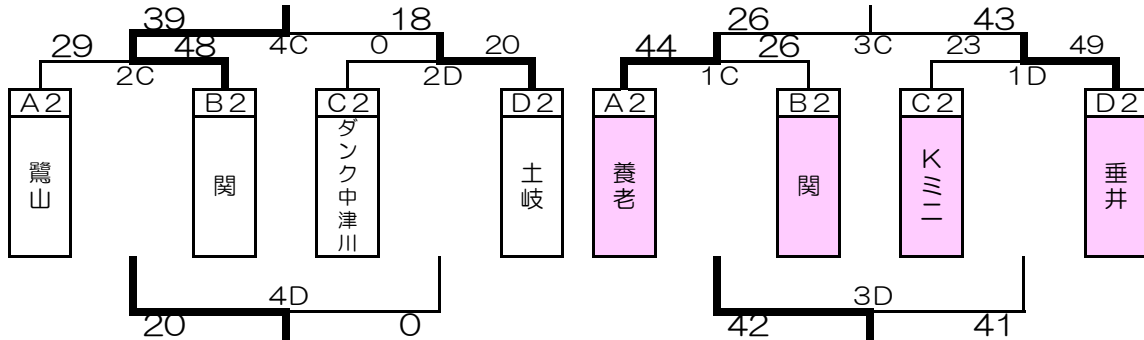 39 18 26 43
29 48 4C 0 20 44 26 3C 23 49
2C 2D 1C 1D
A2 B2 C2 D2 A2 B2 C2 D2
鷺山
関
ダンク中津川
土岐
養老
関
Kミニ
垂井
4D 3D
20 0 42 41